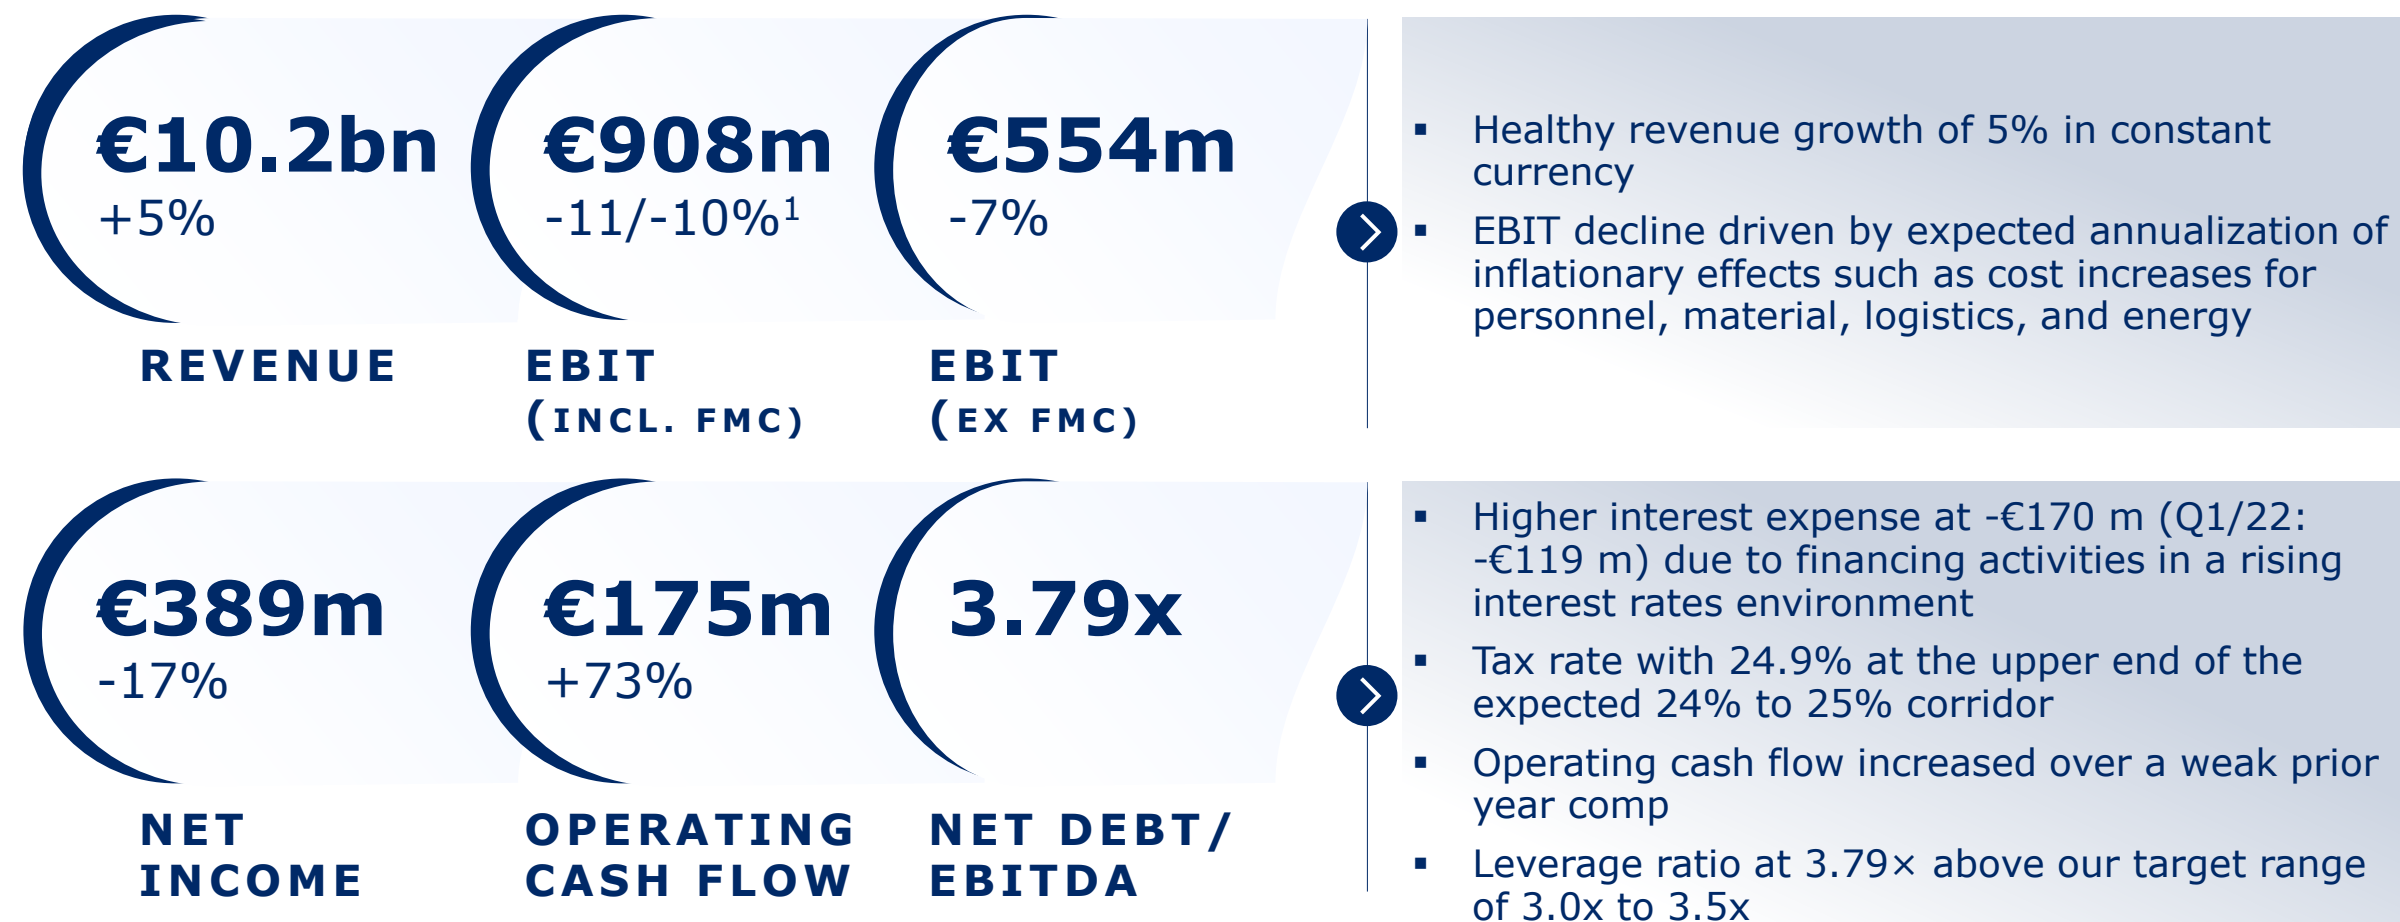 €10.2bn
+5%
REVENUE
€908m
-11/-10%¹
EBIT
(INCL. FMC)
€554m
-7%
EBIT
(EX FMC)
▪ Healthy revenue growth of 5% in constant
currency
▪ EBIT decline driven by expected annualization of
inflationary effects such as cost increases for
personnel, material, logistics, and energy
€389m
-17%
NET
INCOME
€175m
+73%
OPERATING
CASH FLOW
3.79x
NET DEBT/
EBITDA
▪ Higher interest expense at -€170 m (Q1/22:
-€119 m) due to financing activities in a rising
interest rates environment
▪ Tax rate with 24.9% at the upper end of the
expected 24% to 25% corridor
▪ Operating cash flow increased over a weak prior
year comp
▪ Leverage ratio at 3.79× above our target range
of 3.0x to 3.5x